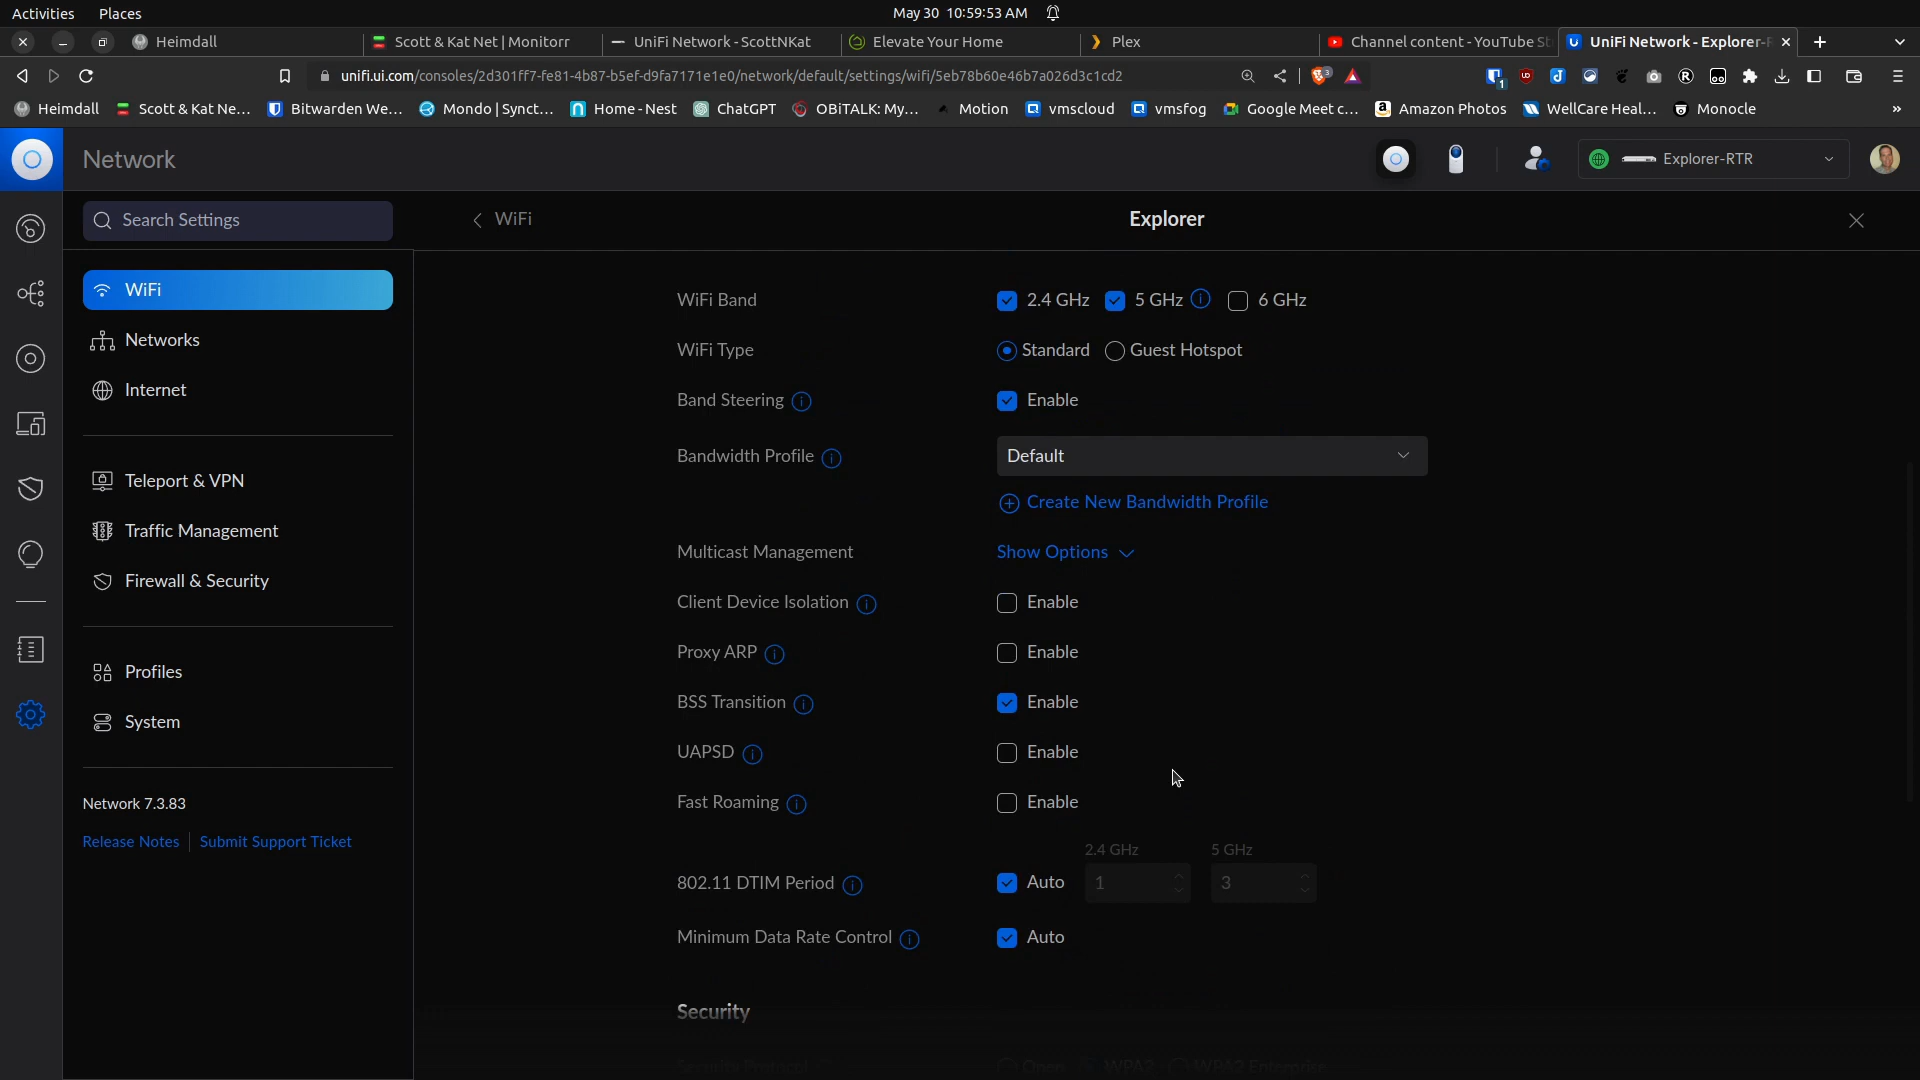 Activities Places May 30 10:59:53 AM
Heimdall Scott & Kat Net | Monitorr UniFi Network - ScottNKat Elevate Your Home Plex Channel content - YouTube St UniFi Network - Explorer-R
unifi.ui.com/consoles/2d301ff7-fe81-4b87-b5ef-d9fa7171e1e0/network/default/settings/wifi/5eb78b60e46b7a026d3c1cd2 3 1
Heimdall Scott & Kat Ne... Bitwarden We... Mondo | Synct... Home - Nest ChatGPT OBiTALK: My... Motion vmscloud vmsfog Google Meet c... Amazon Photos WellCare Heal... Monocle »
Network Explorer-RTR
Search Settings
WiFi Explorer
WiFi
Networks
Internet
Teleport & VPN
Traffic Management
Firewall & Security
Profiles
System
Network 7.3.83
Release Notes Submit Support Ticket
WiFi Band 2.4 GHz 5 GHz 6 GHz
WiFi Type Standard Guest Hotspot
Band Steering Enable
Bandwidth Profile Default
Create New Bandwidth Profile
Multicast Management Show Options
Client Device Isolation Enable
Proxy ARP Enable
BSS Transition Enable
UAPSD Enable
Fast Roaming Enable
2.4 GHz 5 GHz
802.11 DTIM Period Auto 1 3
Minimum Data Rate Control Auto
Security
Security Protocol Open WPA2 WPA2 Enterprise